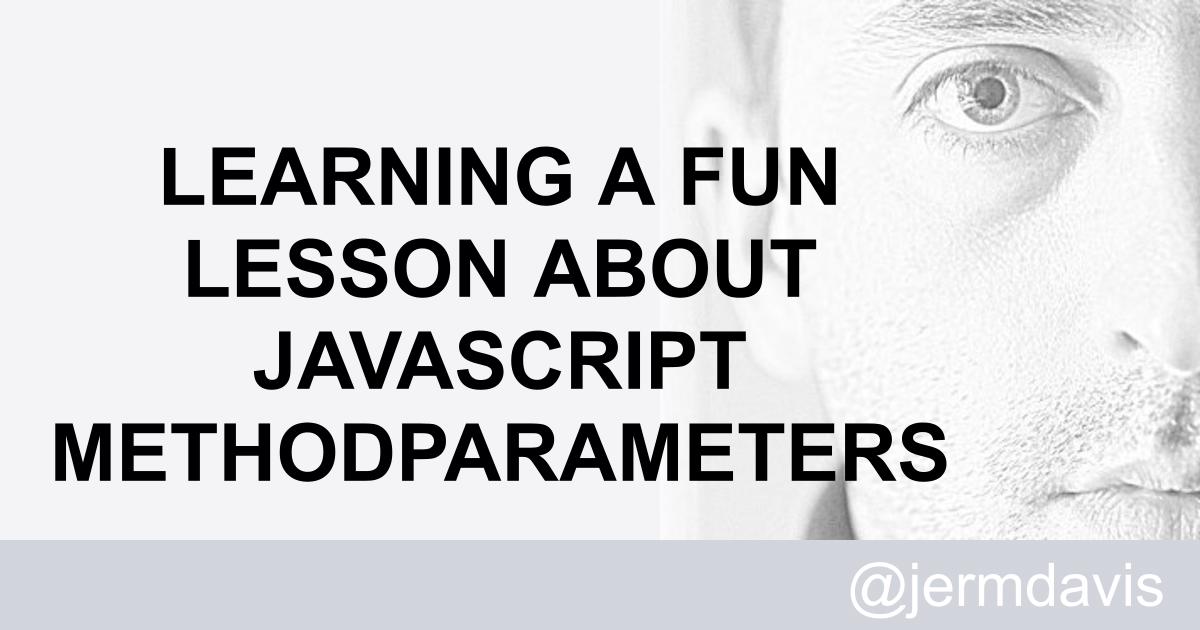 LEARNING A FUN
LESSON ABOUT
JAVASCRIPT
METHODPARAMETERS
@jermdavis